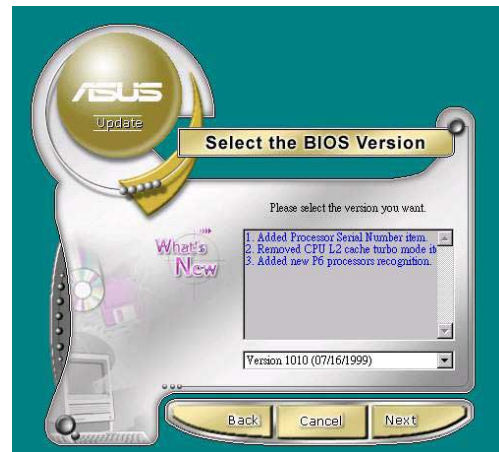 ASUS
Update
Select the BIOS Version
Please select the version you want.
What's
New
1. Added Processor Serial Number item.
2. Removed CPU L2 cache turbo mode it
3. Added new P6 processors recognition.
Version 1010 (07/16/1999)
Back
Cancel
Next